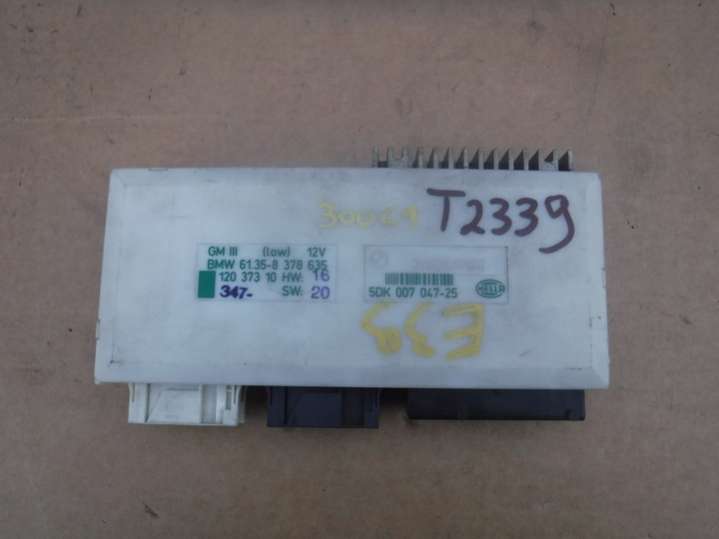 T2339
GM III (low) 12V
BMW 61.35-8 378 635
120 373 10 HW: 16
347- SW: 20
5DK 007 047-25
HELLA
E39